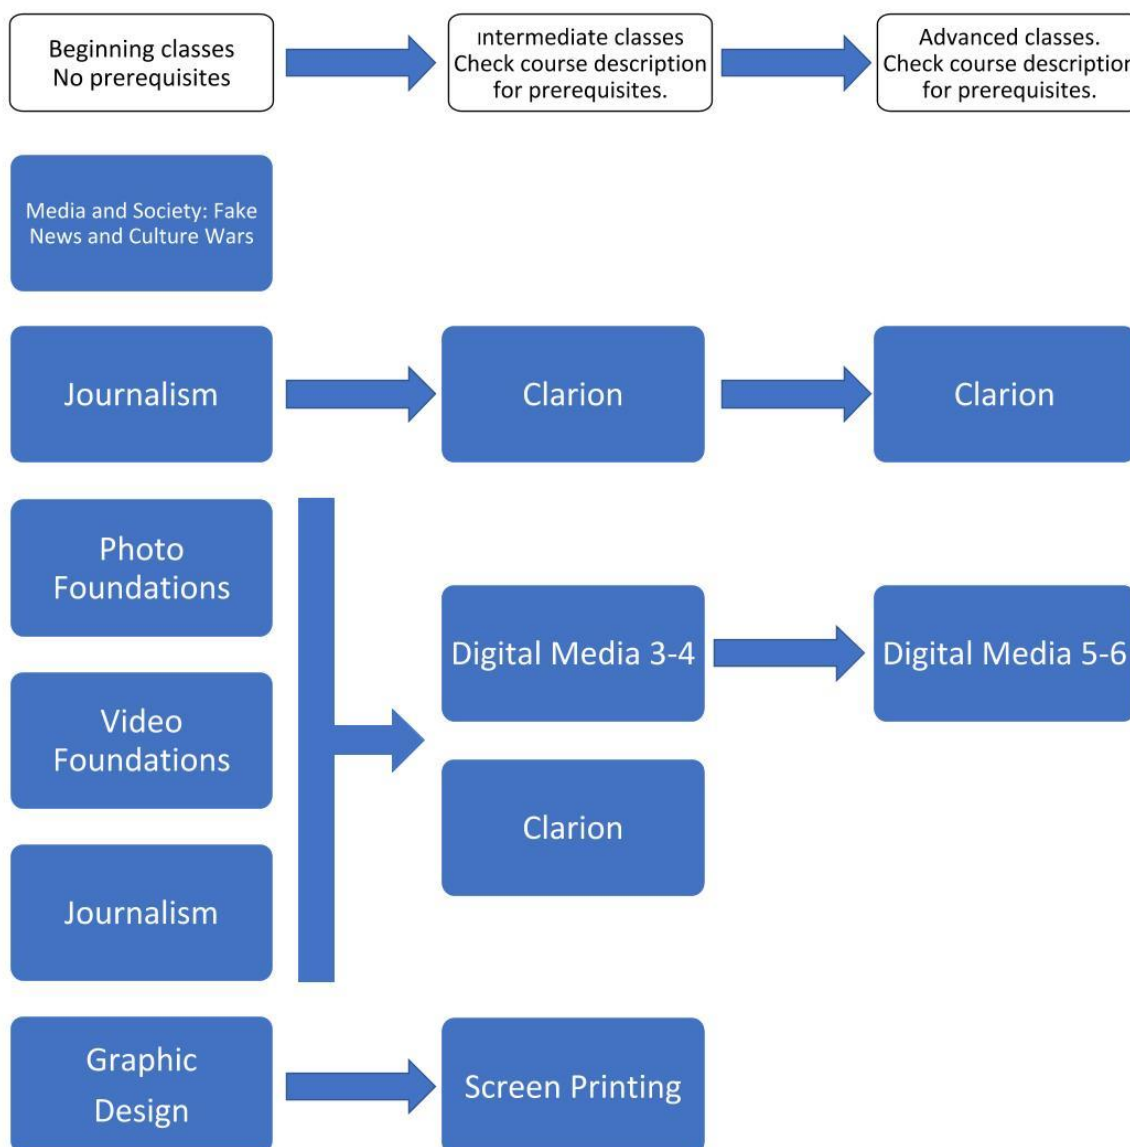 Beginning classes
No prerequisites
Intermediate classes
Check course description
for prerequisites.
Advanced classes.
Check course description
for prerequisites.
Media and Society: Fake
News and Culture Wars
Journalism
Clarion
Clarion
Photo
Foundations
Video
Foundations
Journalism
Digital Media 3-4
Digital Media 5-6
Clarion
Graphic
Design
Screen Printing